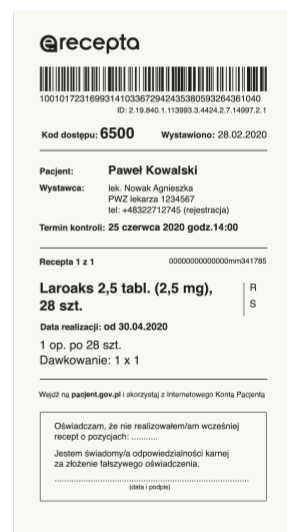 erecepta
10010172316993141033672942435380593264361040
ID: 2.19.840.1.113993.3.4424.2.7.14997.2.1
Kod dostępu: 6500 Wystawiono: 28.02.2020
Pacjent: Paweł Kowalski
Wystawca: lek. Nowak Agnieszka
PWZ lekarza 1234567
tel: +48322712745 (rejestracja)
Termin kontroli: 25 czerwca 2020 godz.14:00
Recepta 1 z 1 00000000000000mm341785
Laroaks 2,5 tabl. (2,5 mg), R
28 szt. S
Data realizacji: od 30.04.2020
1 op. po 28 szt.
Dawkowanie: 1 x 1
Wejdź na pacjent.gov.pl i skorzystaj z Internetowego Konta Pacjenta
Oświadczam, że nie realizowałem/am wcześniej
recept o pozycjach: ...........
Jestem świadomy/a odpowiedzialności karnej
za złożenie fałszywego oświadczenia.
(data i podpis)